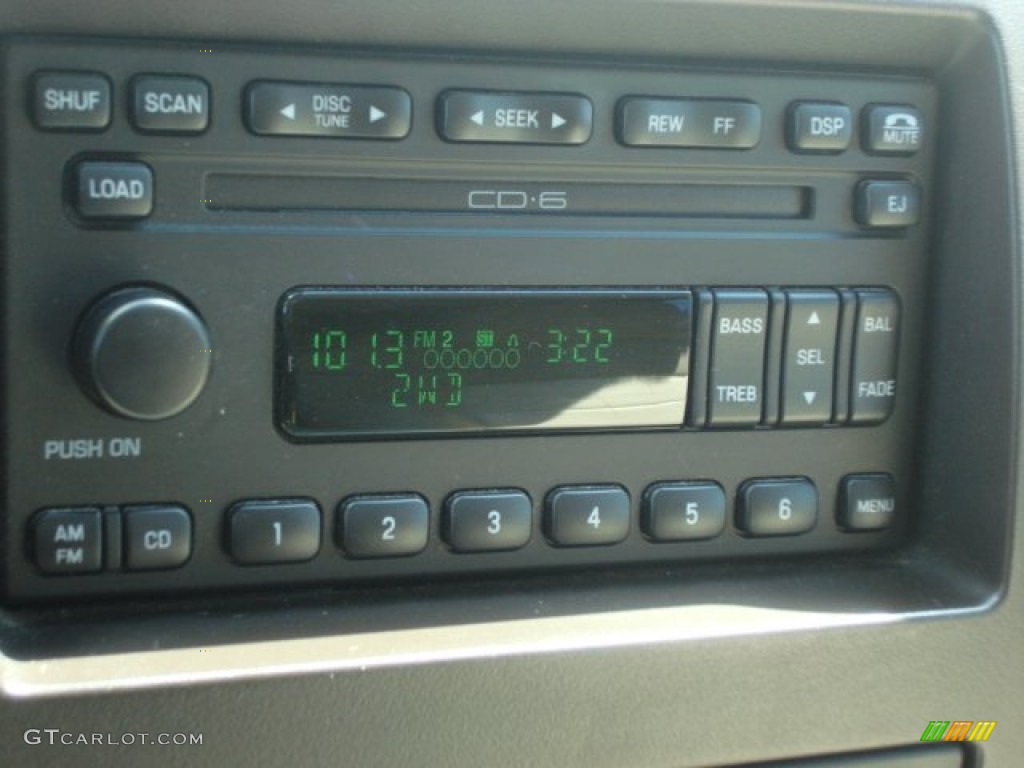 SHUF SCAN DISC TUNE SEEK REW FF DSP MUTE
LOAD CD·6 EJ
101.3 FM 2 3:22
2WD
BASS TREB SEL BAL FADE
PUSH ON
AM FM CD 1 2 3 4 5 6 MENU
GTCARLOT.COM